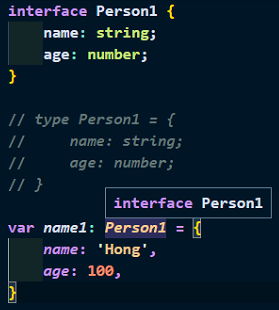 interface Person1 {
    name: string;
    age: number;
}
// type Person1 = {
//     name: string;
//     age: number;
// }
interface Person1
var name1: Person1 = {
    name: 'Hong',
    age: 100,
}